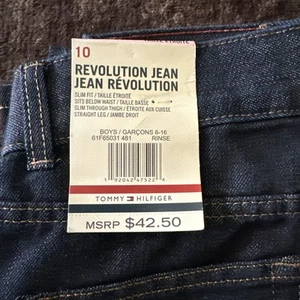 10
REVOLUTION JEAN
JEAN RÉVOLUTION
SLIM FIT / TAILLE ÉTROITE
SITS BELOW WAIST / TAILLE BASSE
SLIM THROUGH THIGH / ÉTROITE AUX CUISSE
STRAIGHT LEG / JAMBE DROIT
BOYS / GARÇONS 8-16
61F65031 481 RINSE
TOMMY HILFIGER
MSRP $42.50